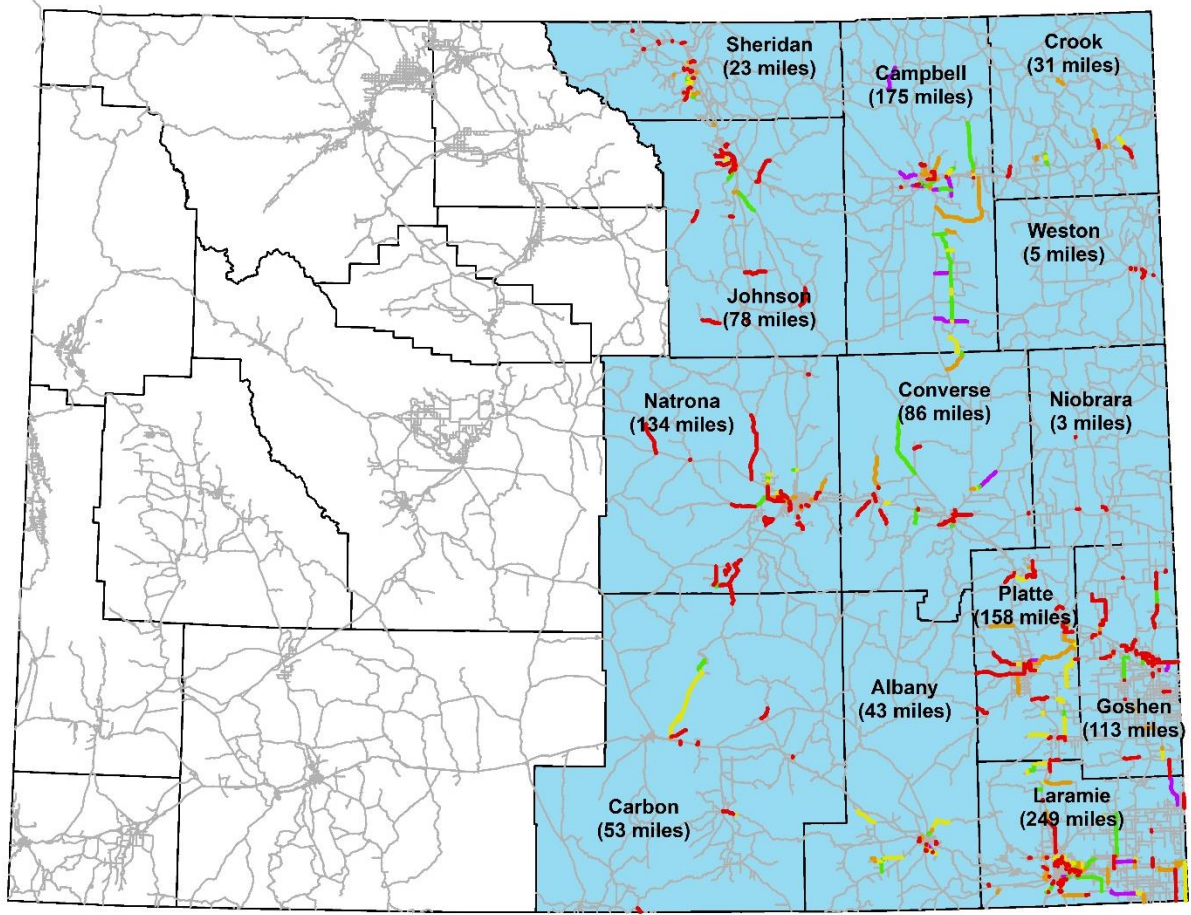 Sheridan
(23 miles)
Campbell
(175 miles)
Crook
(31 miles)
Johnson
(78 miles)
Weston
(5 miles)
Natrona
(134 miles)
Converse
(86 miles)
Niobrara
(3 miles)
Platte
(158 miles)
Albany
(43 miles)
Goshen
(113 miles)
Carbon
(53 miles)
Laramie
(249 miles)